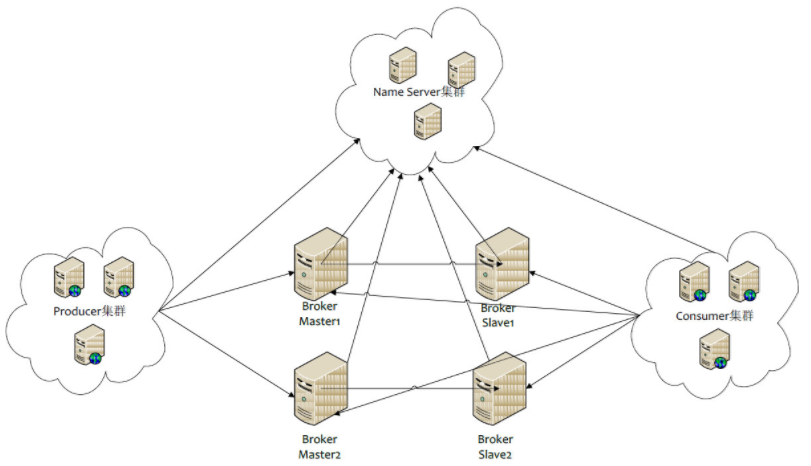 Name Server集群
Producer集群
Broker
Master1
Broker
Slave1
Consumer集群
Broker
Master2
Broker
Slave2